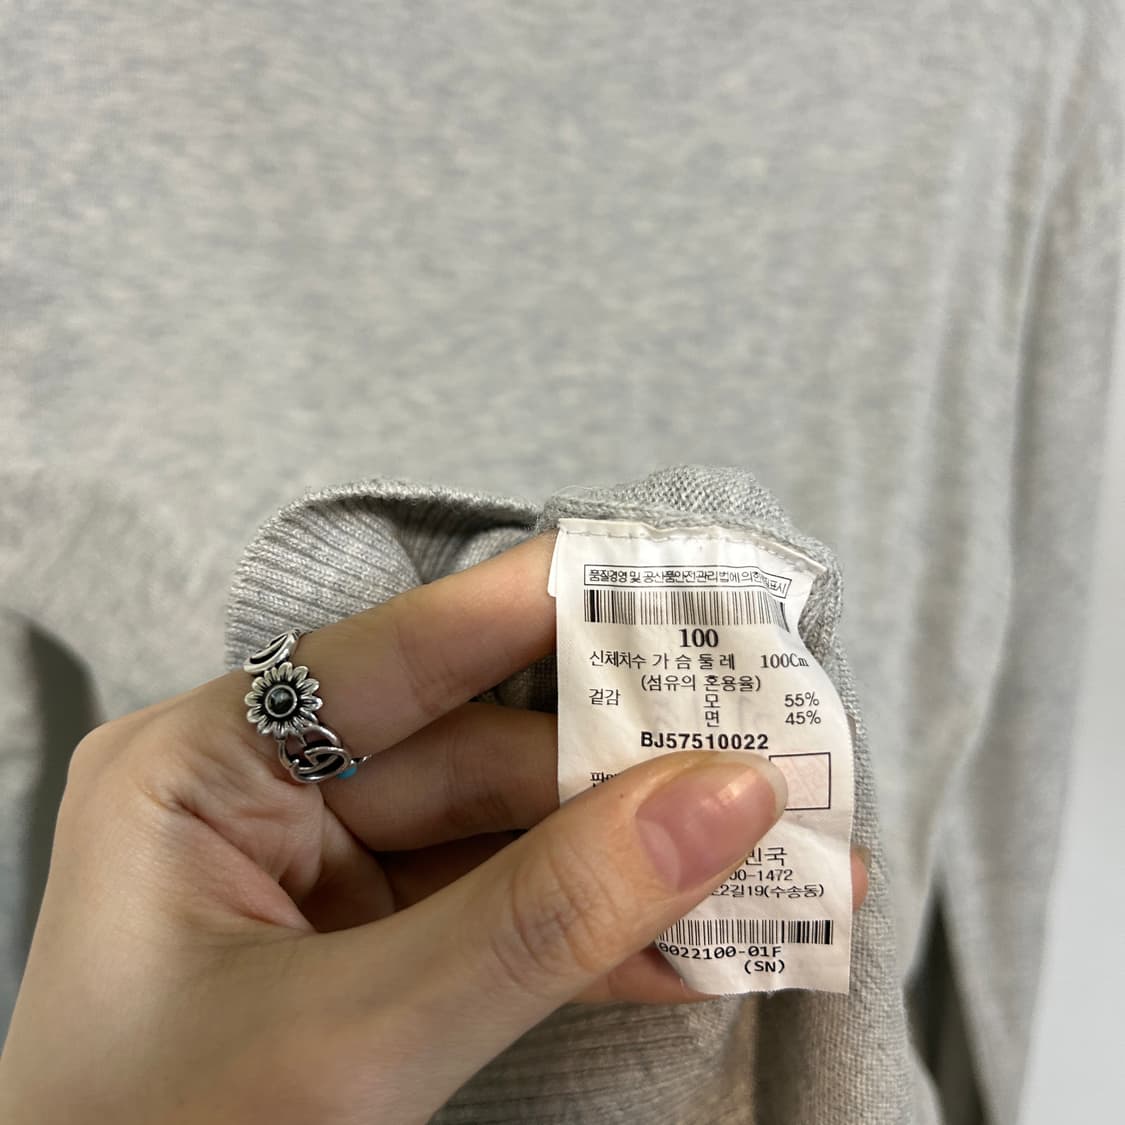 품질경영 및 공산품안전관리법에 의한
100
신체치수 가 슴 둘 레 100Cm
(섬유의 혼용율)
겉감 모 55%
면 45%
BJ57510022
민국
00-1472
2길19(수송동)
0022100-01F
(SN)